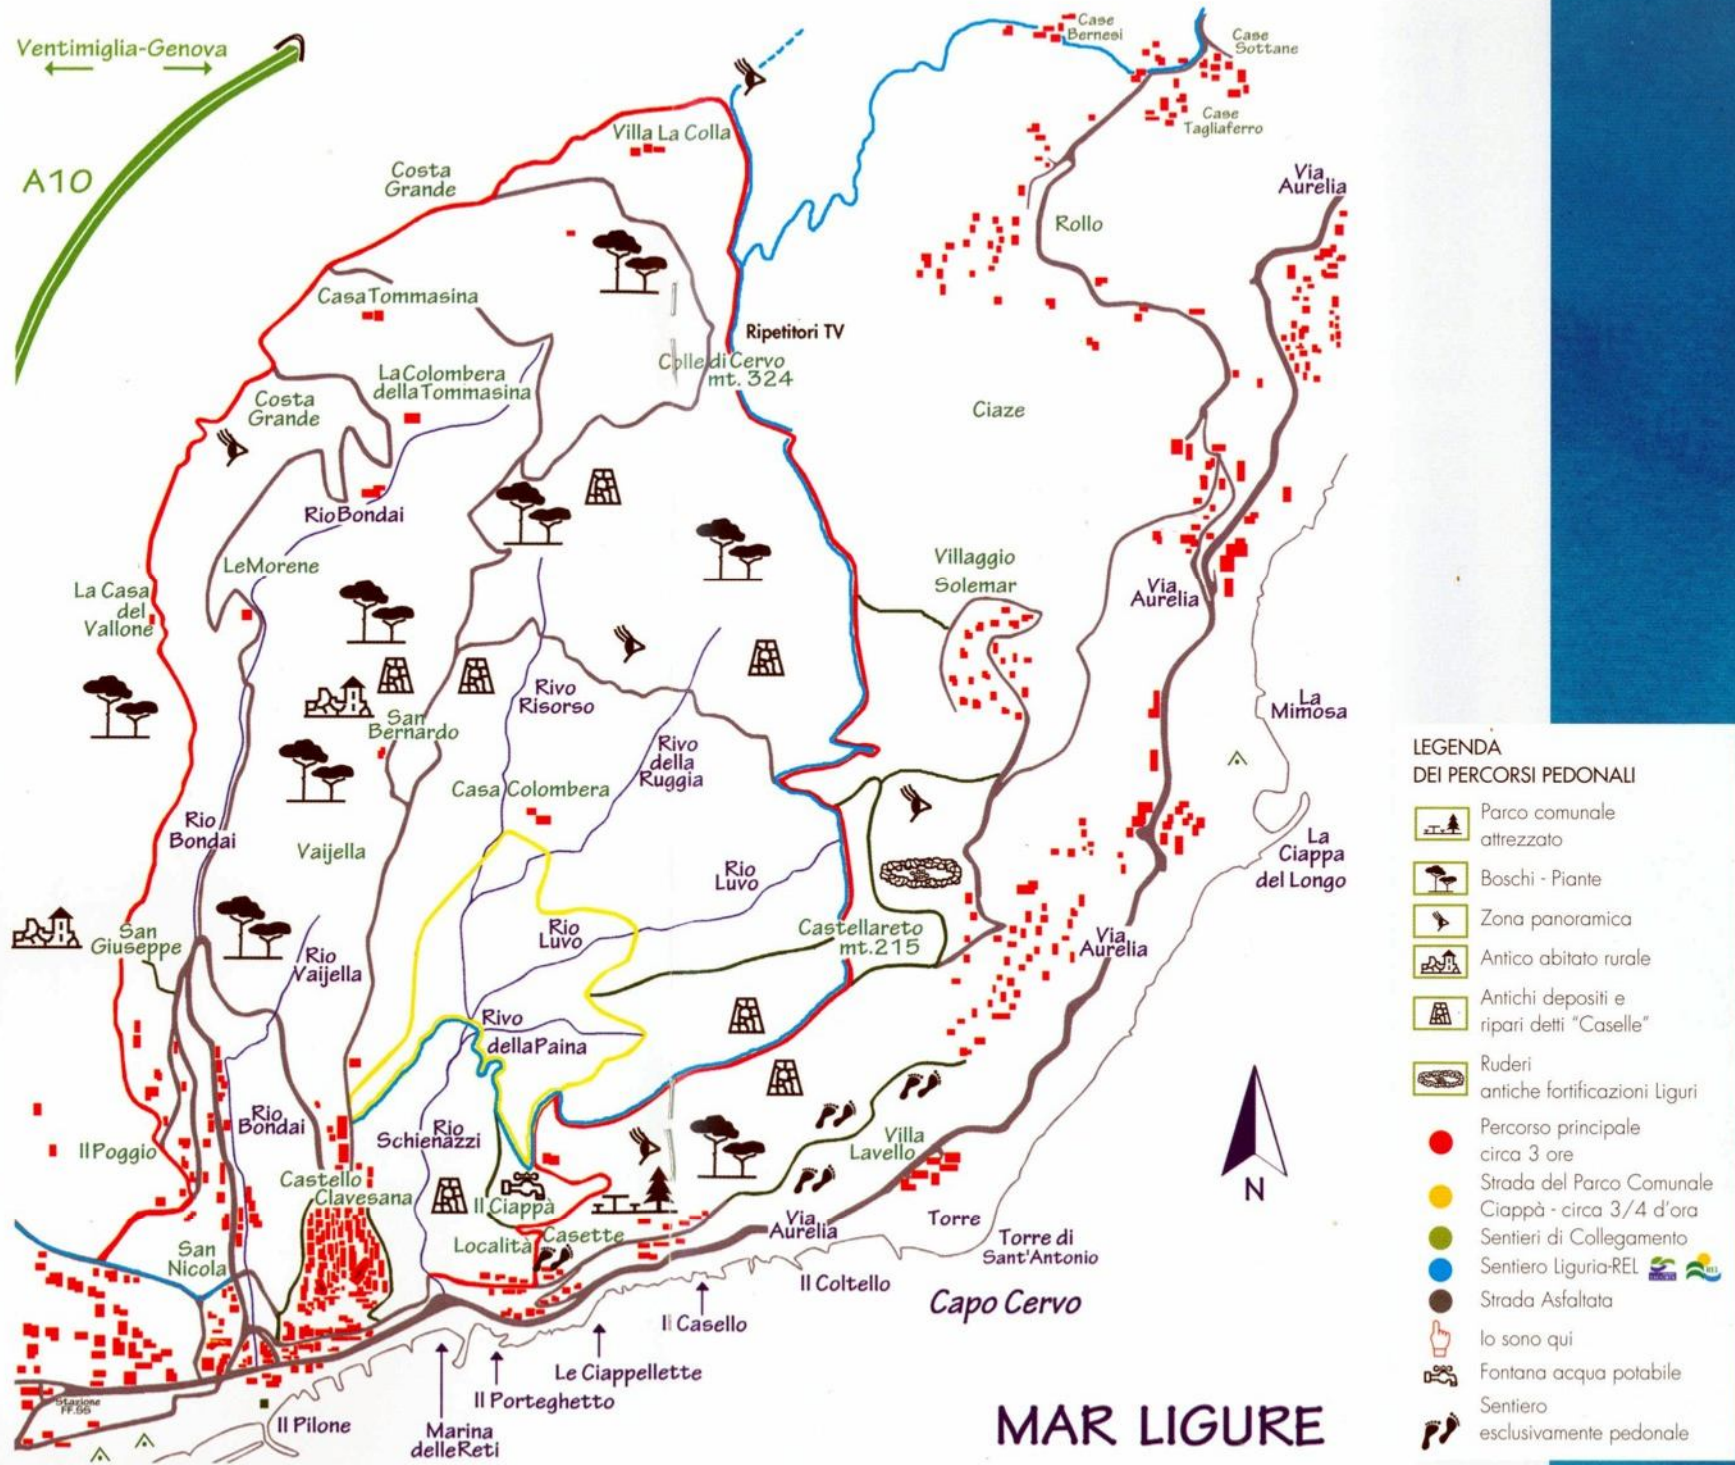 Ventimiglia-Genova
A10
Case
Bernesi
Case
Sottane
Case
Tagliaferro
Villa La Colla
Costa
Grande
Via
Aurelia
Rollo
Casa Tommasina
Ripetitori TV
Colle di Cervo
mt. 324
La Colombera
della Tommasina
Costa
Grande
Ciaze
Rio Bondai
Le Morene
Villaggio
Solemar
La Casa
del
Vallone
Via
Aurelia
Rivo
Risorso
San
Bernardo
La
Mimosa
Rivo
della
Ruggia
Casa Colombera
Rio
Bondai
Vaijella
Rio
Luvo
La
Ciappa
del Longo
San
Giuseppe
Rio
Luvo
Castellareto
mt.215
Via
Aurelia
Rio
Vaijella
Rivo
della Paina
Rio
Bondai
Rio
Schienazzi
Il Poggio
Villa
Lavello
N
Castello
Clavesana
Il Ciappà
Via
Aurelia
Torre
Torre di
Sant'Antonio
San
Nicola
Località Casette
Il Coltello
Capo Cervo
Il Casello
Le Ciappellette
Il Porteghetto
Stazione
FF.SS
Il Pilone
Marina
delle Reti
MAR LIGURE
LEGENDA
DEI PERCORSI PEDONALI
Parco comunale
attrezzato
Boschi - Piante
Zona panoramica
Antico abitato rurale
Antichi depositi e
ripari detti "Caselle"
Ruderi
antiche fortificazioni Liguri
Percorso principale
circa 3 ore
Strada del Parco Comunale
Ciappà - circa 3/4 d'ora
Sentieri di Collegamento
Sentiero Liguria-REL
Strada Asfaltata
Io sono qui
Fontana acqua potabile
Sentiero
esclusivamente pedonale